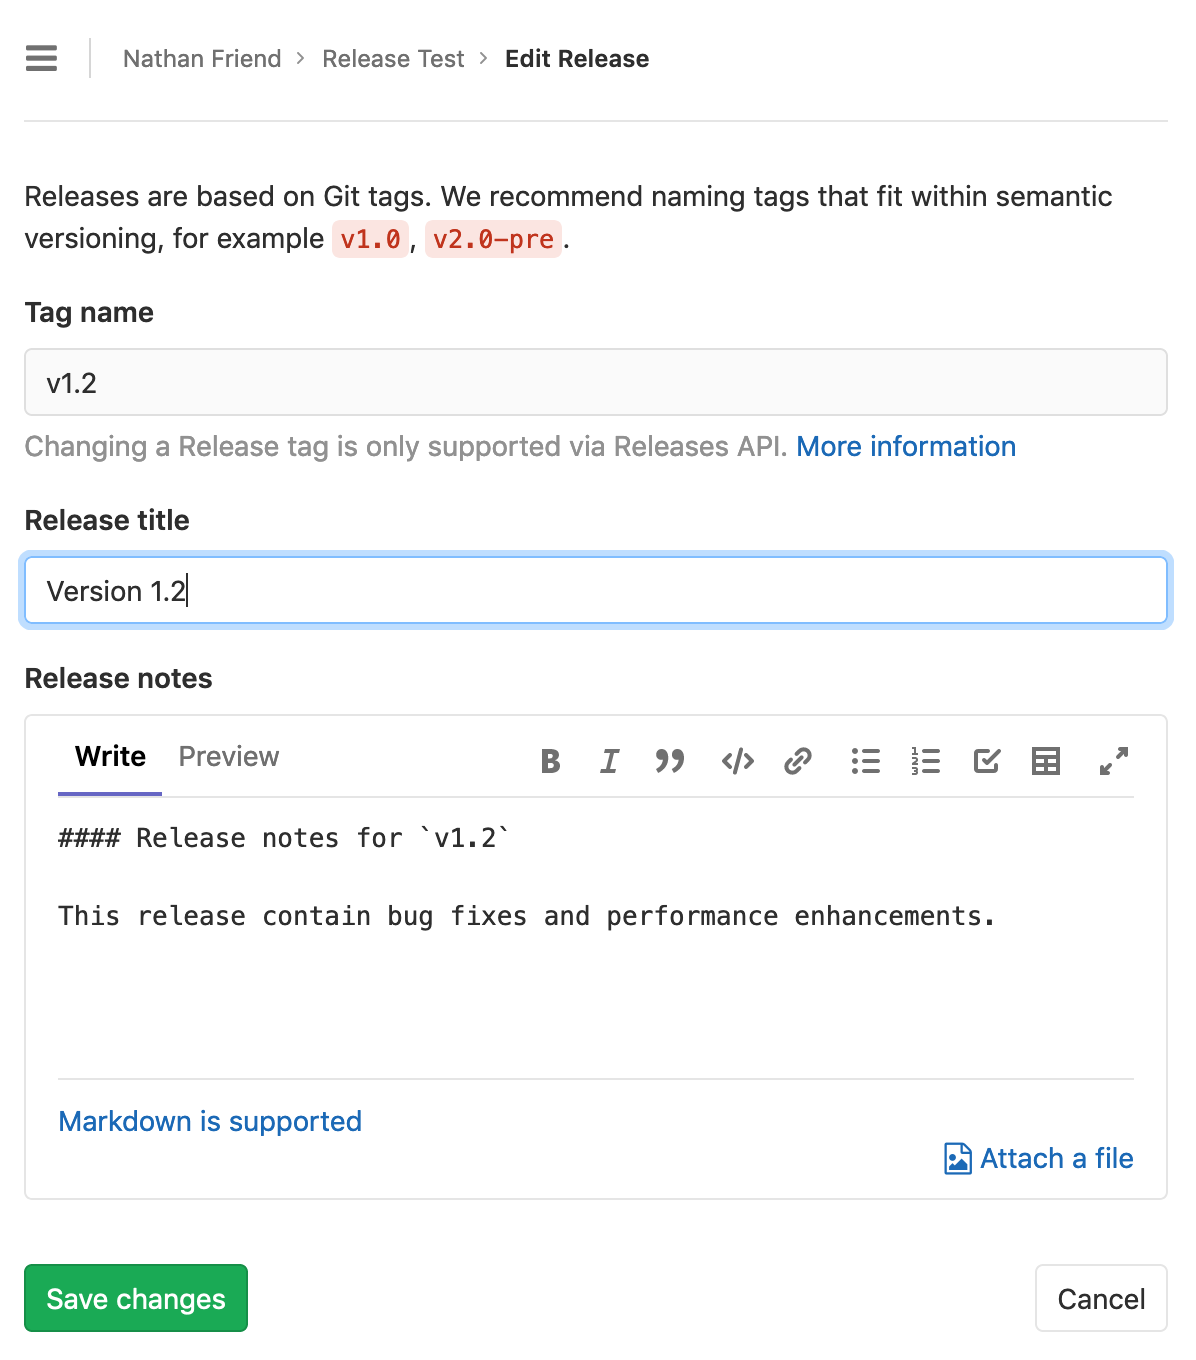 Nathan Friend > Release Test > Edit Release
Releases are based on Git tags. We recommend naming tags that fit within semantic
versioning, for example v1.0, v2.0-pre.
Tag name
v1.2
Changing a Release tag is only supported via Releases API. More information
Release title
Version 1.2
Release notes
Write Preview
#### Release notes for `v1.2`
This release contain bug fixes and performance enhancements.
Markdown is supported
Attach a file
Save changes Cancel